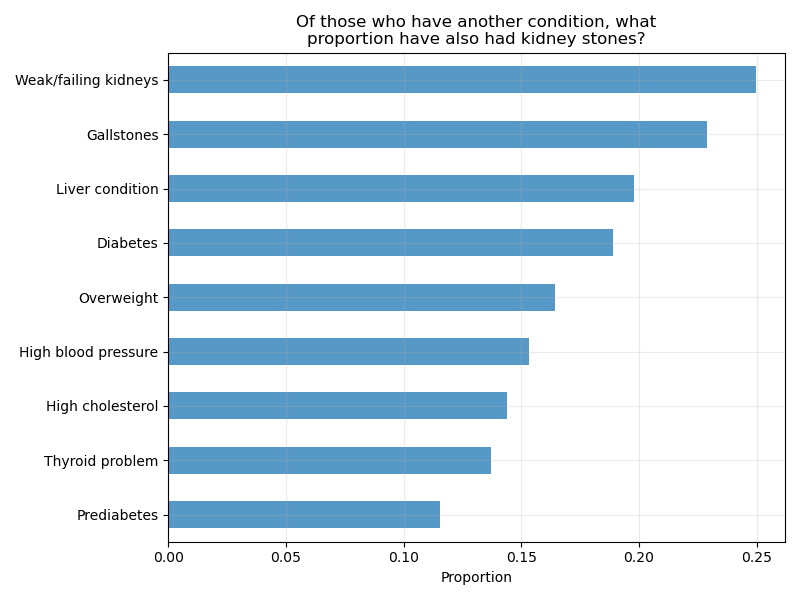 Of those who have another condition, what
proportion have also had kidney stones?
Weak/failing kidneys
Gallstones
Liver condition
Diabetes
Overweight
High blood pressure
High cholesterol
Thyroid problem
Prediabetes
0.00 0.05 0.10 0.15 0.20 0.25
Proportion